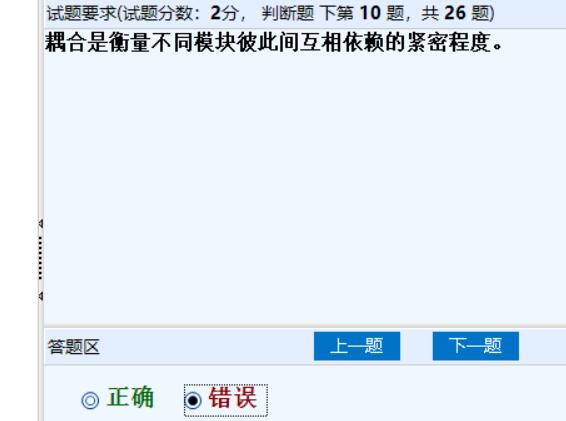 试题要求(试题分数：2分， 判断题 下第 10 题，共 26 题)
耦合是衡量不同模块彼此间互相依赖的紧密程度。
答题区 上一题 下一题
正确 错误